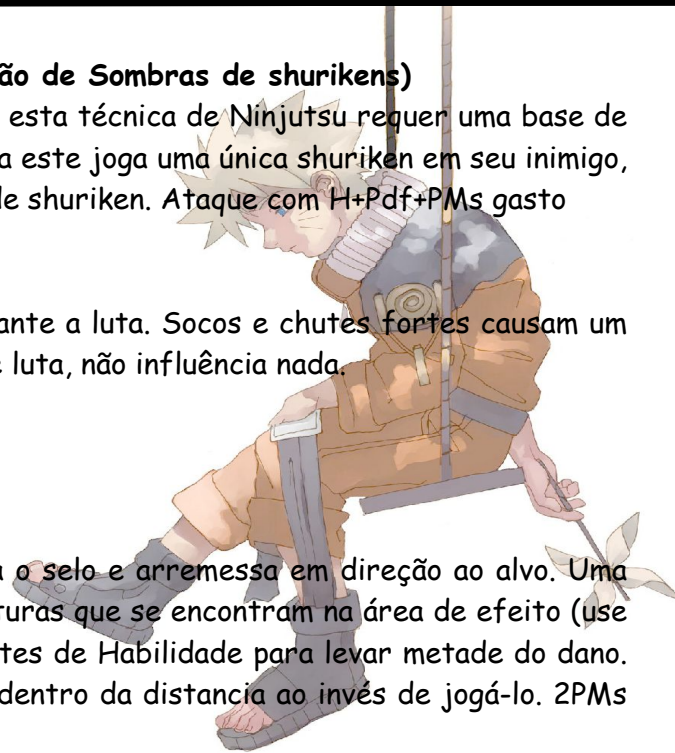 ão de Sombras de shurikens)
esta técnica de Ninjutsu requer uma base de
a este joga uma única shuriken em seu inimigo,
de shuriken. Ataque com H+Pdf+PMs gasto
ante a luta. Socos e chutes fortes causam um
e luta, não influência nada.
a o selo e arremessa em direção ao alvo. Uma
turas que se encontram na área de efeito (use
tes de Habilidade para levar metade do dano.
dentro da distancia ao invés de jogá-lo. 2PMs